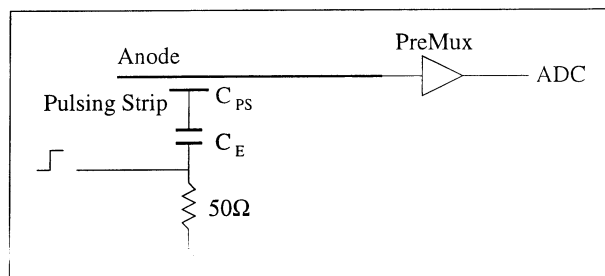 PreMux
Anode
ADC
Pulsing Strip
C PS
C E
50Ω